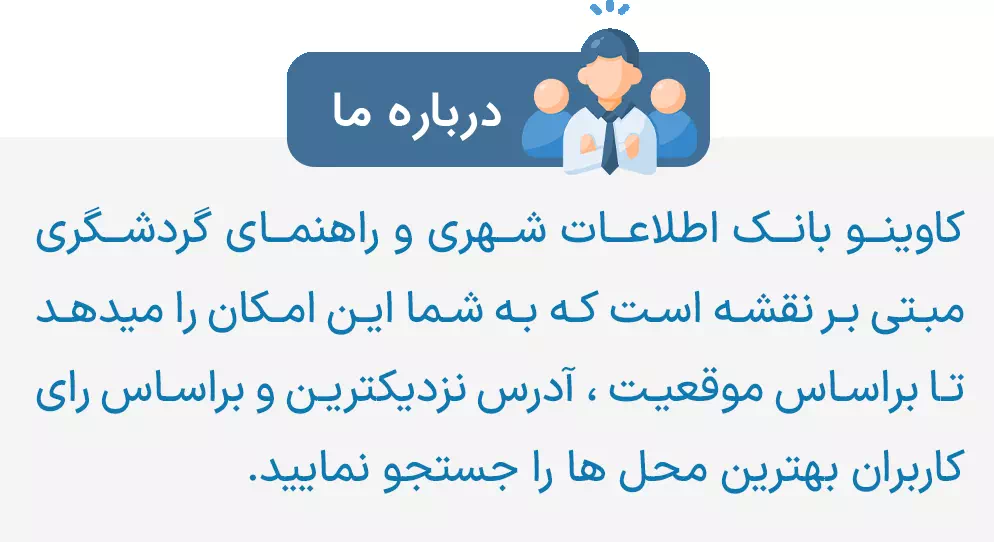 درباره ما
کاوینو بانک اطلاعات شهری و راهنمای گردشگری
مبتی بر نقشه است که به شما این امکان را میدهد
تا براساس موقعیت ، آدرس نزدیکترین و براساس رای
کاربران بهترین محل ها را جستجو نمایید.